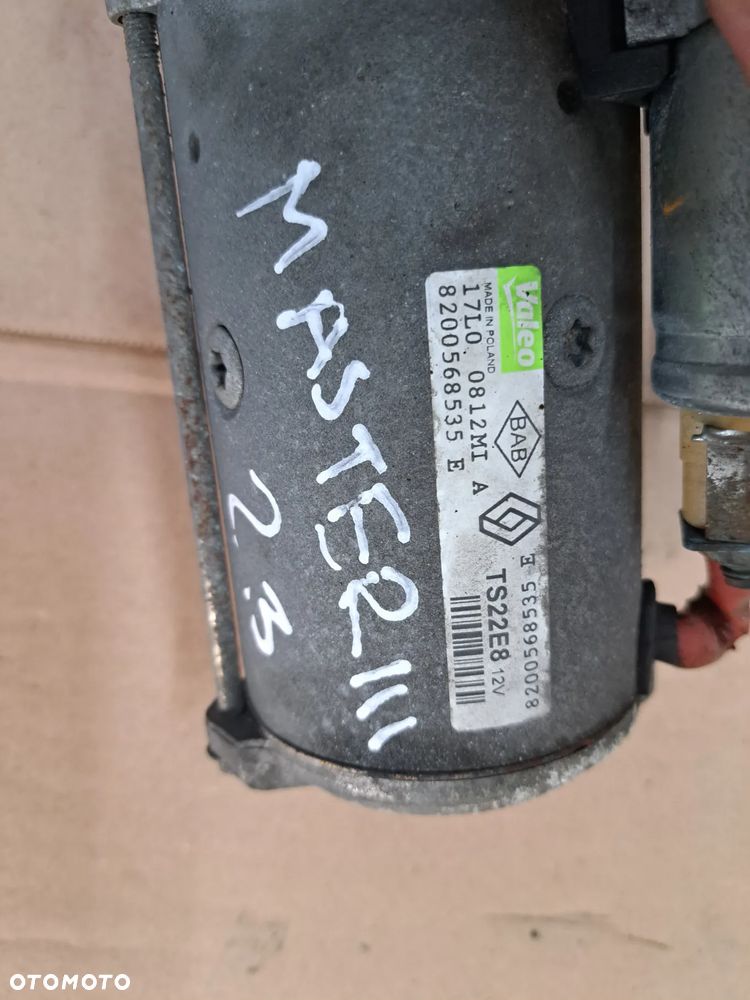 MASTER III
2.3
Valeo
MADE IN POLAND
BAB
TS22E8 12V
17L0 0812MI A
8200568535 E
8200568535 E
OTOMOTO